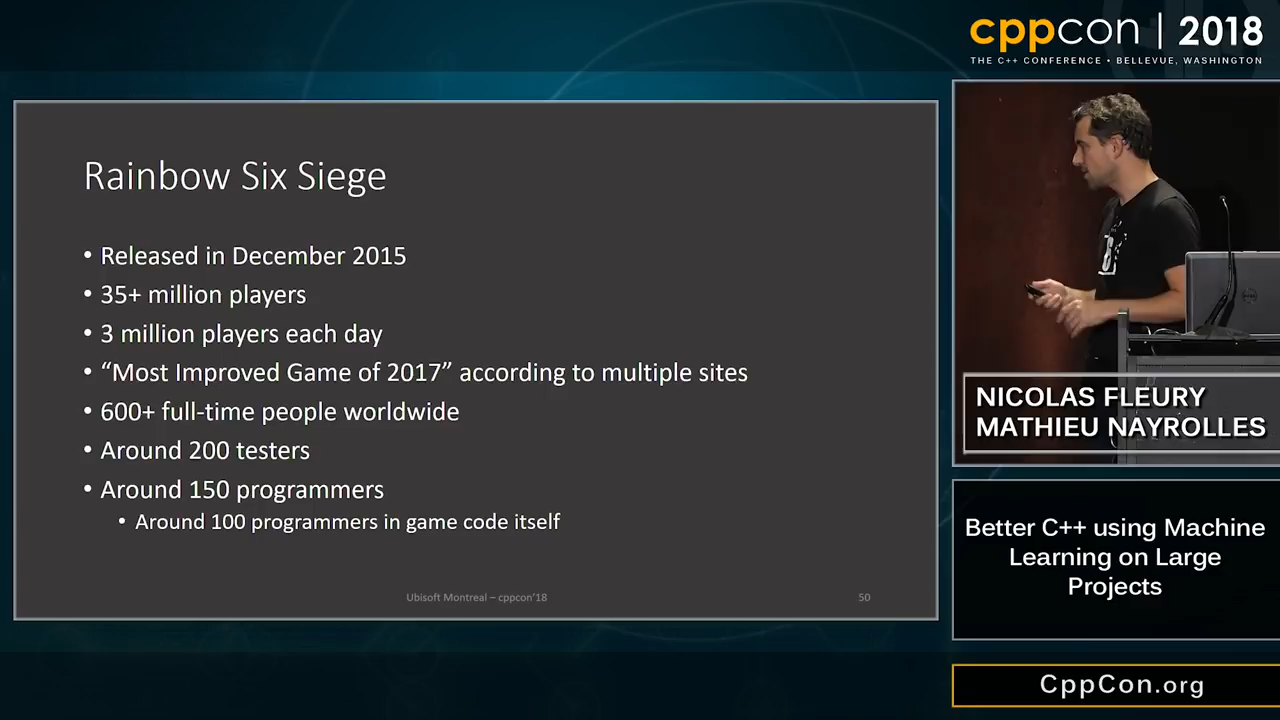 cppcon | 2018
THE C++ CONFERENCE • BELLEVUE, WASHINGTON
Rainbow Six Siege
• Released in December 2015
• 35+ million players
• 3 million players each day
• “Most Improved Game of 2017” according to multiple sites
• 600+ full-time people worldwide
• Around 200 testers
• Around 150 programmers
• Around 100 programmers in game code itself
Ubisoft Montreal – cppcon’18
50
NICOLAS FLEURY
MATHIEU NAYROLLES
Better C++ using Machine
Learning on Large
Projects
CppCon.org